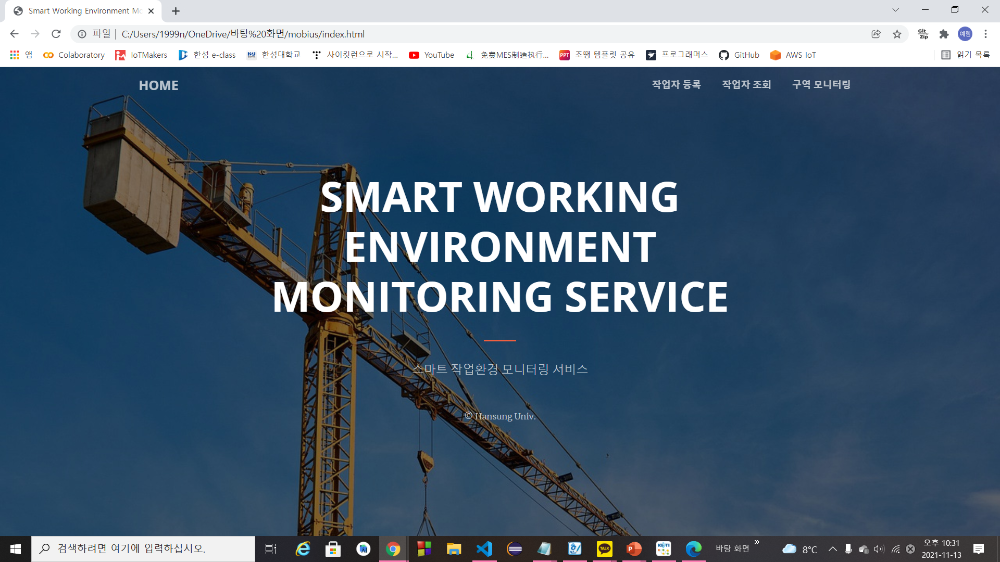 Smart Working Environment Mo
파일 | C:/Users/1999n/OneDrive/바탕%20화면/mobius/index.html
Git Zip
예림
앱 Colaboratory IoTMakers 한성 e-class 한성대학교 사이킷런으로 시작... YouTube 免费MES制造执行... PPT 조땡 템플릿 공유 프로그래머스 GitHub AWS IoT 읽기 목록
HOME 작업자 등록 작업자 조회 구역 모니터링
SMART WORKING
ENVIRONMENT
MONITORING SERVICE
스마트 작업환경 모니터링 서비스
© Hansung Univ.
검색하려면 여기에 입력하십시오.
TALK
KETI
바탕 화면 »
8°C
오후 10:31
2021-11-13